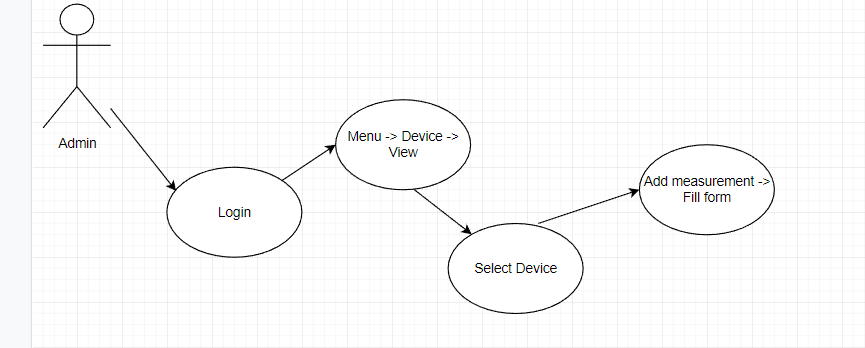 Admin
Login
Menu -> Device ->
View
Select Device
Add measurement ->
Fill form